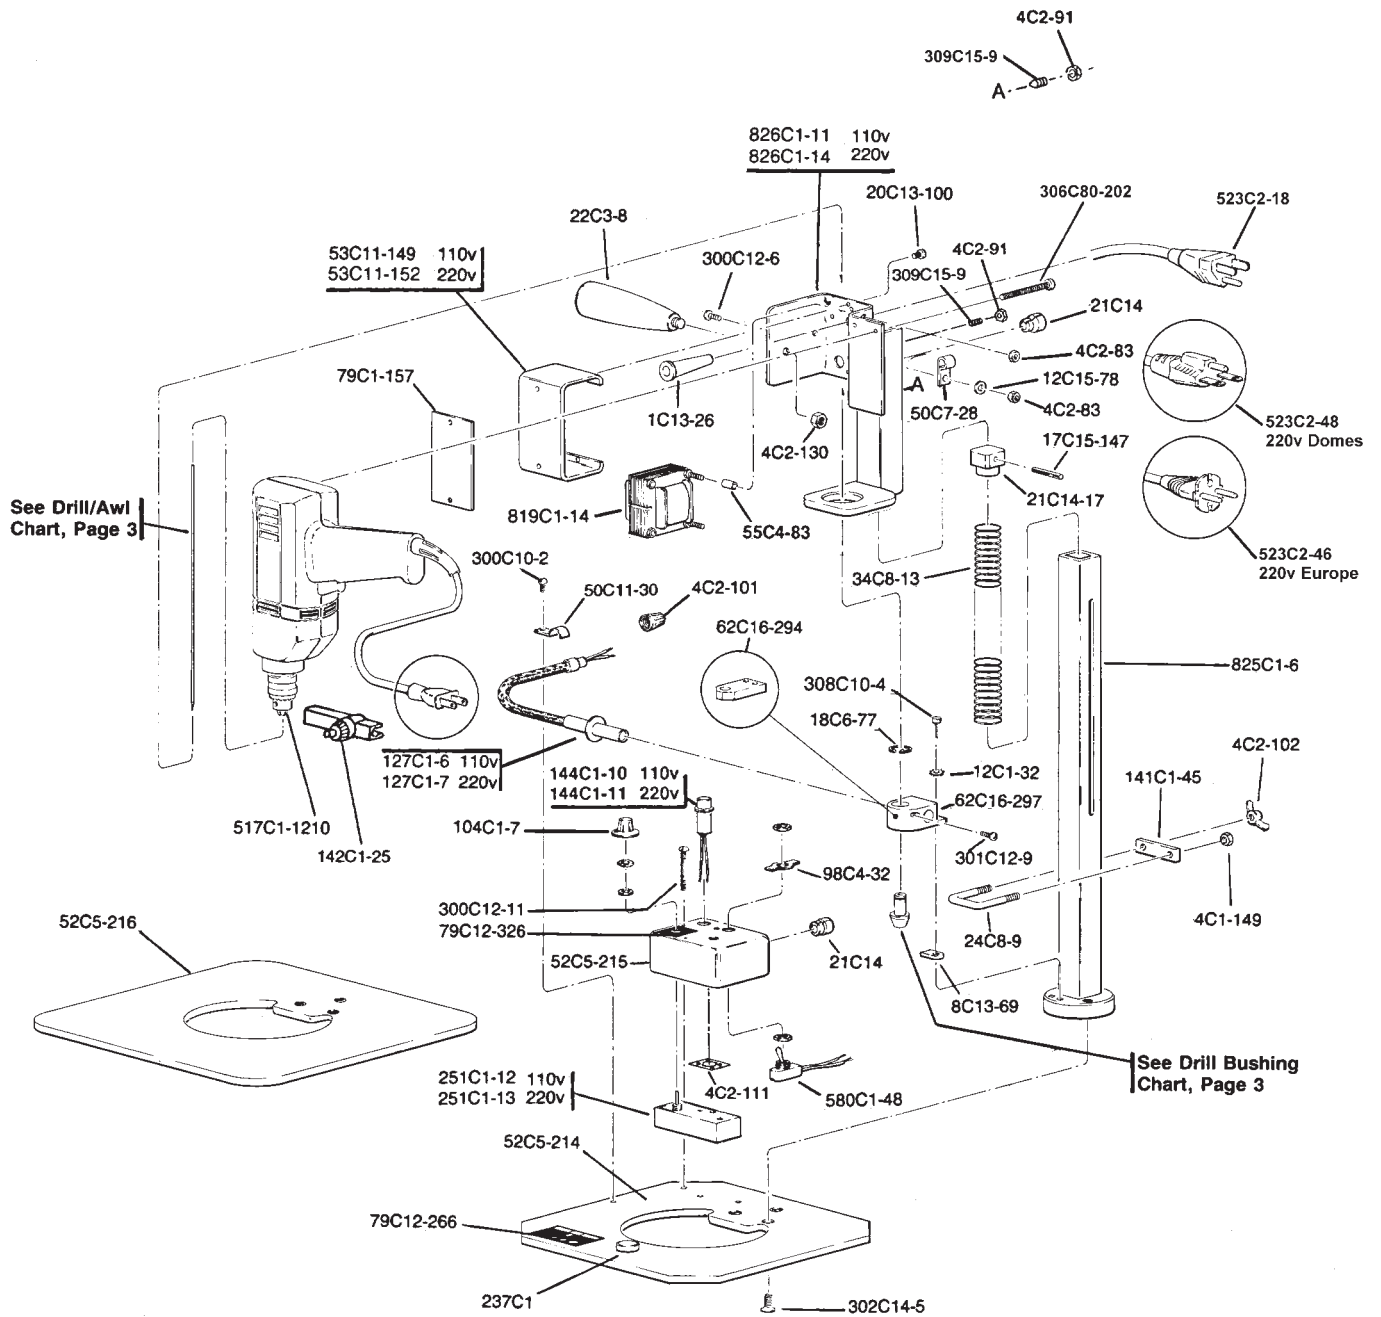 4C2-91
309C15-9
A
826C1-11 110v
826C1-14 220v
20C13-100
306C80-202
523C2-18
22C3-8
53C11-149 110v
53C11-152 220v
300C12-6
4C2-91
309C15-9
21C14
4C2-83
79C1-157
12C15-78
A
1C13-26
50C7-28
4C2-83
523C2-48
220v Domes
4C2-130
17C15-147
21C14-17
See Drill/Awl
Chart, Page 3
819C1-14
55C4-83
300C10-2
523C2-46
220v Europe
34C8-13
50C11-30
4C2-101
62C16-294
825C1-6
308C10-4
18C6-77
4C2-102
127C1-6 110v
127C1-7 220v
144C1-10 110v
144C1-11 220v
12C1-32
141C1-45
62C16-297
517C1-1210
104C1-7
142C1-25
301C12-9
98C4-32
300C12-11
52C5-216
4C1-149
79C12-326
24C8-9
52C5-215
21C14
8C13-69
See Drill Bushing
Chart, Page 3
251C1-12 110v
251C1-13 220v
4C2-111
580C1-48
52C5-214
79C12-266
237C1
302C14-5